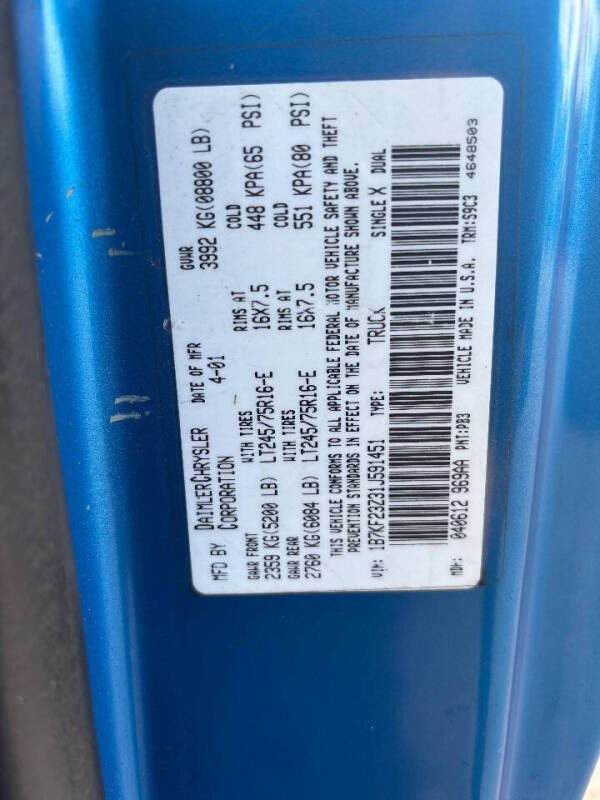 MFD BY DAIMLERCHRYSLER CORPORATION DATE OF MFR 4-01 GVWR 3992 KG(08800 LB)
GAWR FRONT WITH TIRES RIMS AT COLD
2359 KG(5200 LB) LT245/75R16-E 16X7.5 448 KPA(65 PSI)
GAWR REAR WITH TIRES RIMS AT COLD
2760 KG(6084 LB) LT245/75R16-E 16X7.5 551 KPA(80 PSI)
THIS VEHICLE CONFORMS TO ALL APPLICABLE FEDERAL MOTOR VEHICLE SAFETY AND THEFT
PREVENTION STANDARDS IN EFFECT ON THE DATE OF MANUFACTURE SHOWN ABOVE.
VIN: 1B7KF23Z31J591451 TYPE: TRUCK SINGLE X DUAL
MDH: 040612 969AA PNT:PB3 VEHICLE MADE IN U.S.A. TRM:S9C3
4648503